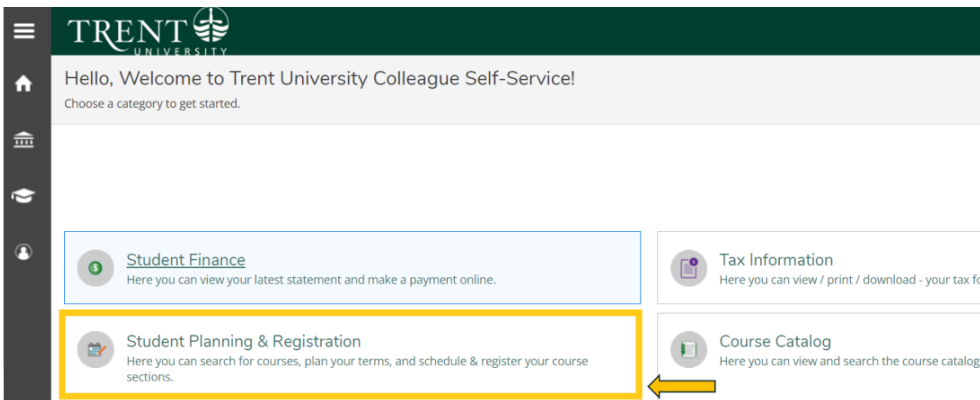 TRENT
UNIVERSITY
Hello, Welcome to Trent University Colleague Self-Service!
Choose a category to get started.
Student Finance
Here you can view your latest statement and make a payment online.
Tax Information
Here you can view / print / download - your tax fo
Student Planning & Registration
Here you can search for courses, plan your terms, and schedule & register your course
sections.
Course Catalog
Here you can view and search the course catalog